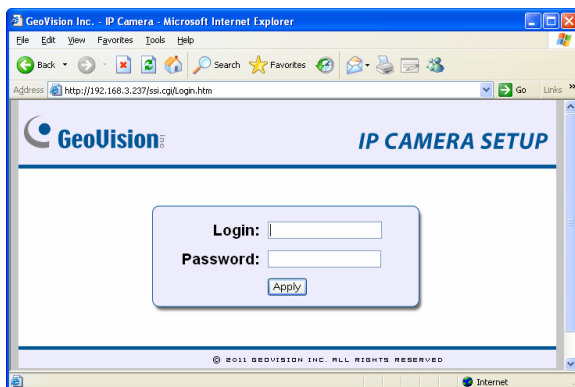 GeoVision Inc. - IP Camera - Microsoft Internet Explorer
File Edit View Favorites Tools Help
Back Search Favorites
Address http://192.168.3.237/ssi.cgi/Login.htm Go Links »
GeoVision Inc IP CAMERA SETUP
Login:
Password:
Apply
© 2011 GEOVISION INC. ALL RIGHTS RESERVED
Internet